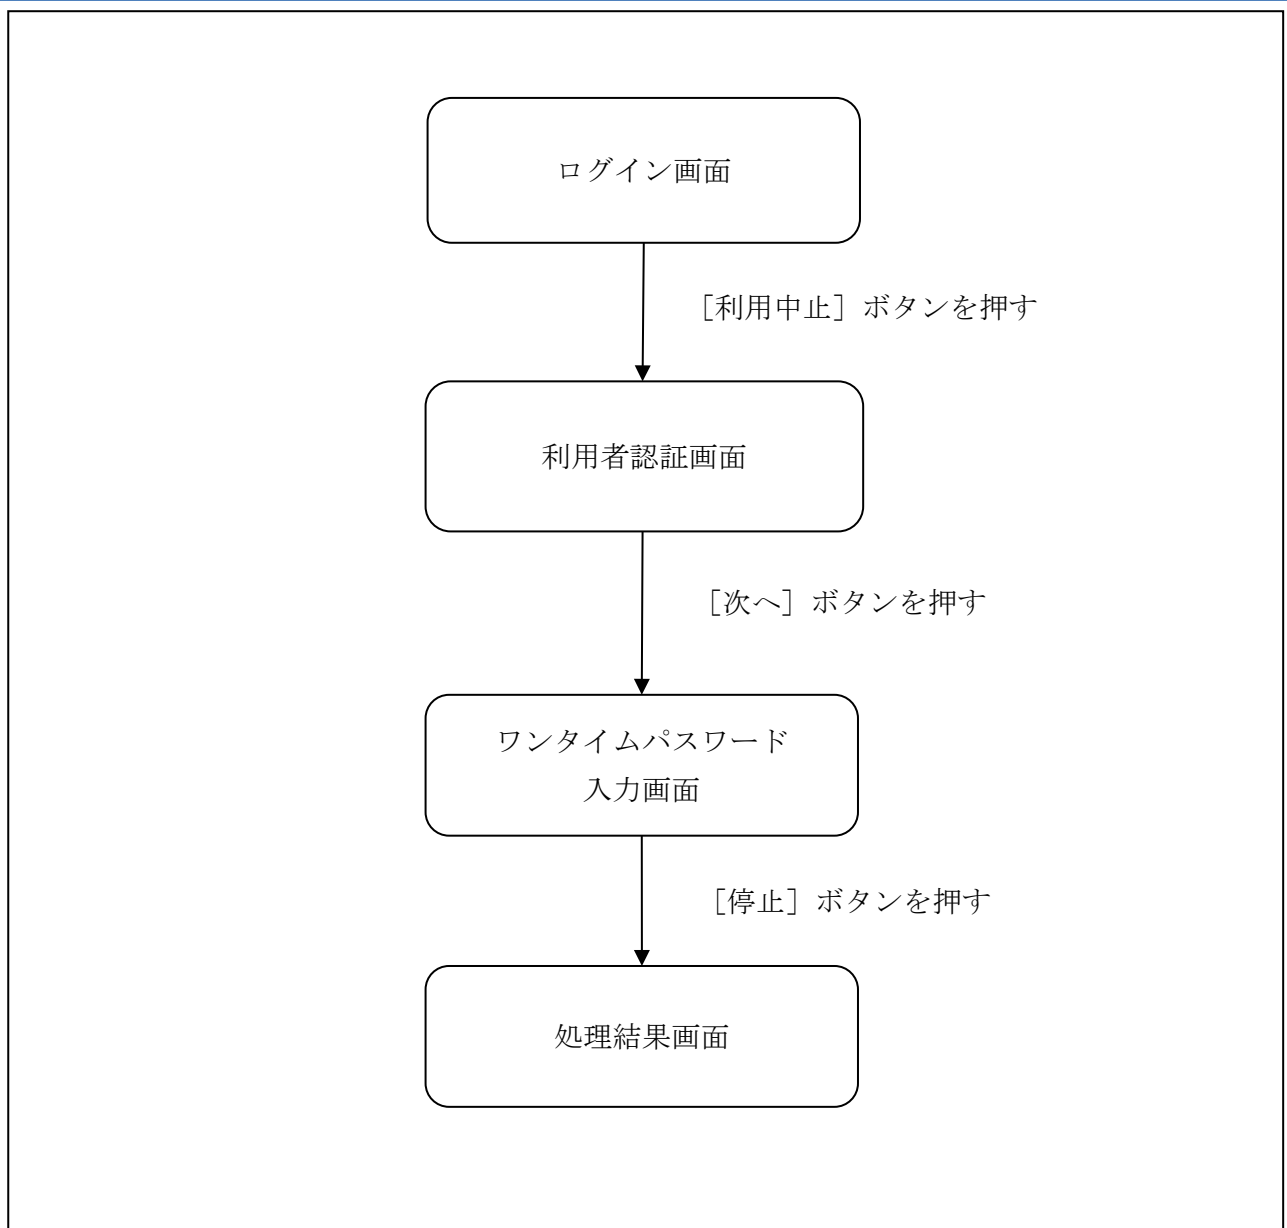 ログイン画面
［利用中止］ボタンを押す
利用者認証画面
［次へ］ボタンを押す
ワンタイムパスワード
入力画面
［停止］ボタンを押す
処理結果画面